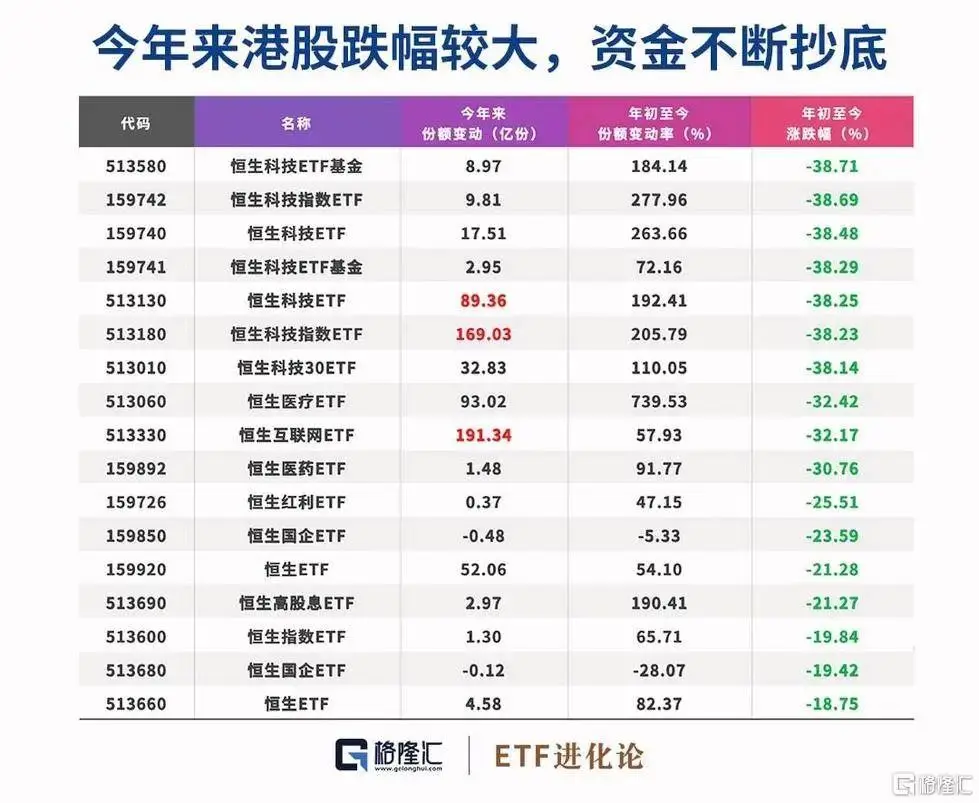 今年来港股跌幅较大，资金不断抄底
代码 名称 今年来 份额变动（亿份） 年初至今 份额变动率（%） 年初至今 涨跌幅（%）
513580 恒生科技ETF基金 8.97 184.14 -38.71
159742 恒生科技指数ETF 9.81 277.96 -38.69
159740 恒生科技ETF 17.51 263.66 -38.48
159741 恒生科技ETF基金 2.95 72.16 -38.29
513130 恒生科技ETF 89.36 192.41 -38.25
513180 恒生科技指数ETF 169.03 205.79 -38.23
513010 恒生科技30ETF 32.83 110.05 -38.14
513060 恒生医疗ETF 93.02 739.53 -32.42
513330 恒生互联网ETF 191.34 57.93 -32.17
159892 恒生医药ETF 1.48 91.77 -30.76
159726 恒生红利ETF 0.37 47.15 -25.51
159850 恒生国企ETF -0.48 -5.33 -23.59
159920 恒生ETF 52.06 54.10 -21.28
513690 恒生高股息ETF 2.97 190.41 -21.27
513600 恒生指数ETF 1.30 65.71 -19.84
513680 恒生国企ETF -0.12 -28.07 -19.42
513660 恒生ETF 4.58 82.37 -18.75
格隆汇 ETF进化论
www.gelonghui.com
格隆汇